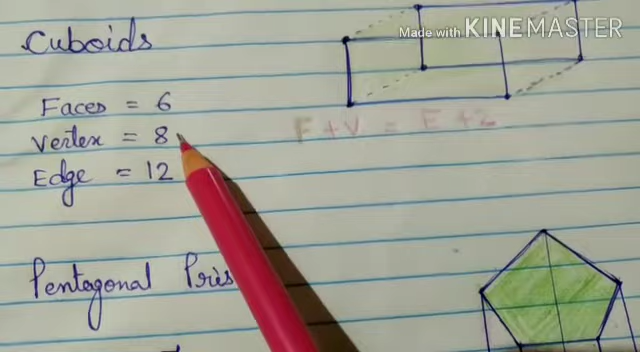 Made with KINEMASTER
Cuboids
Faces = 6
Vertex = 8
F + V = E + 2
Edge = 12
Pentagonal Pris